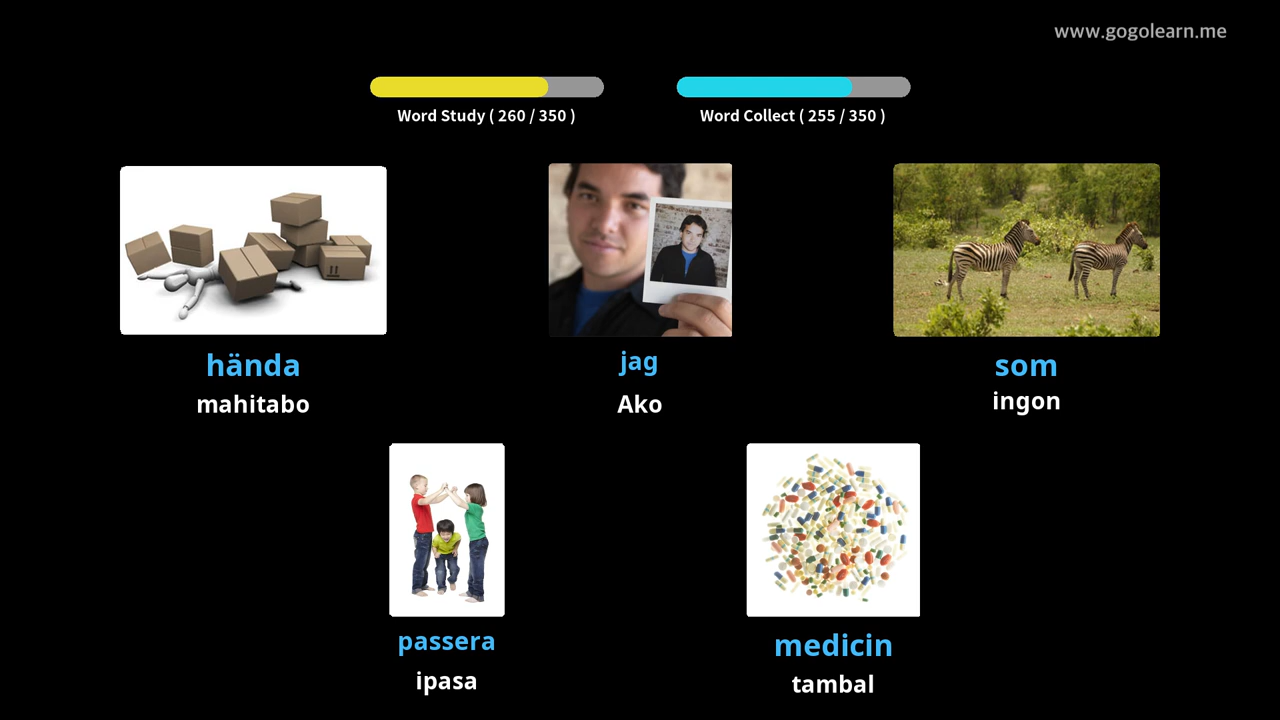 www.gogolearn.me
Word Study ( 260 / 350 )
Word Collect ( 255 / 350 )
hända
mahitabo
jag
Ako
som
ingon
passera
ipasa
medicin
tambal